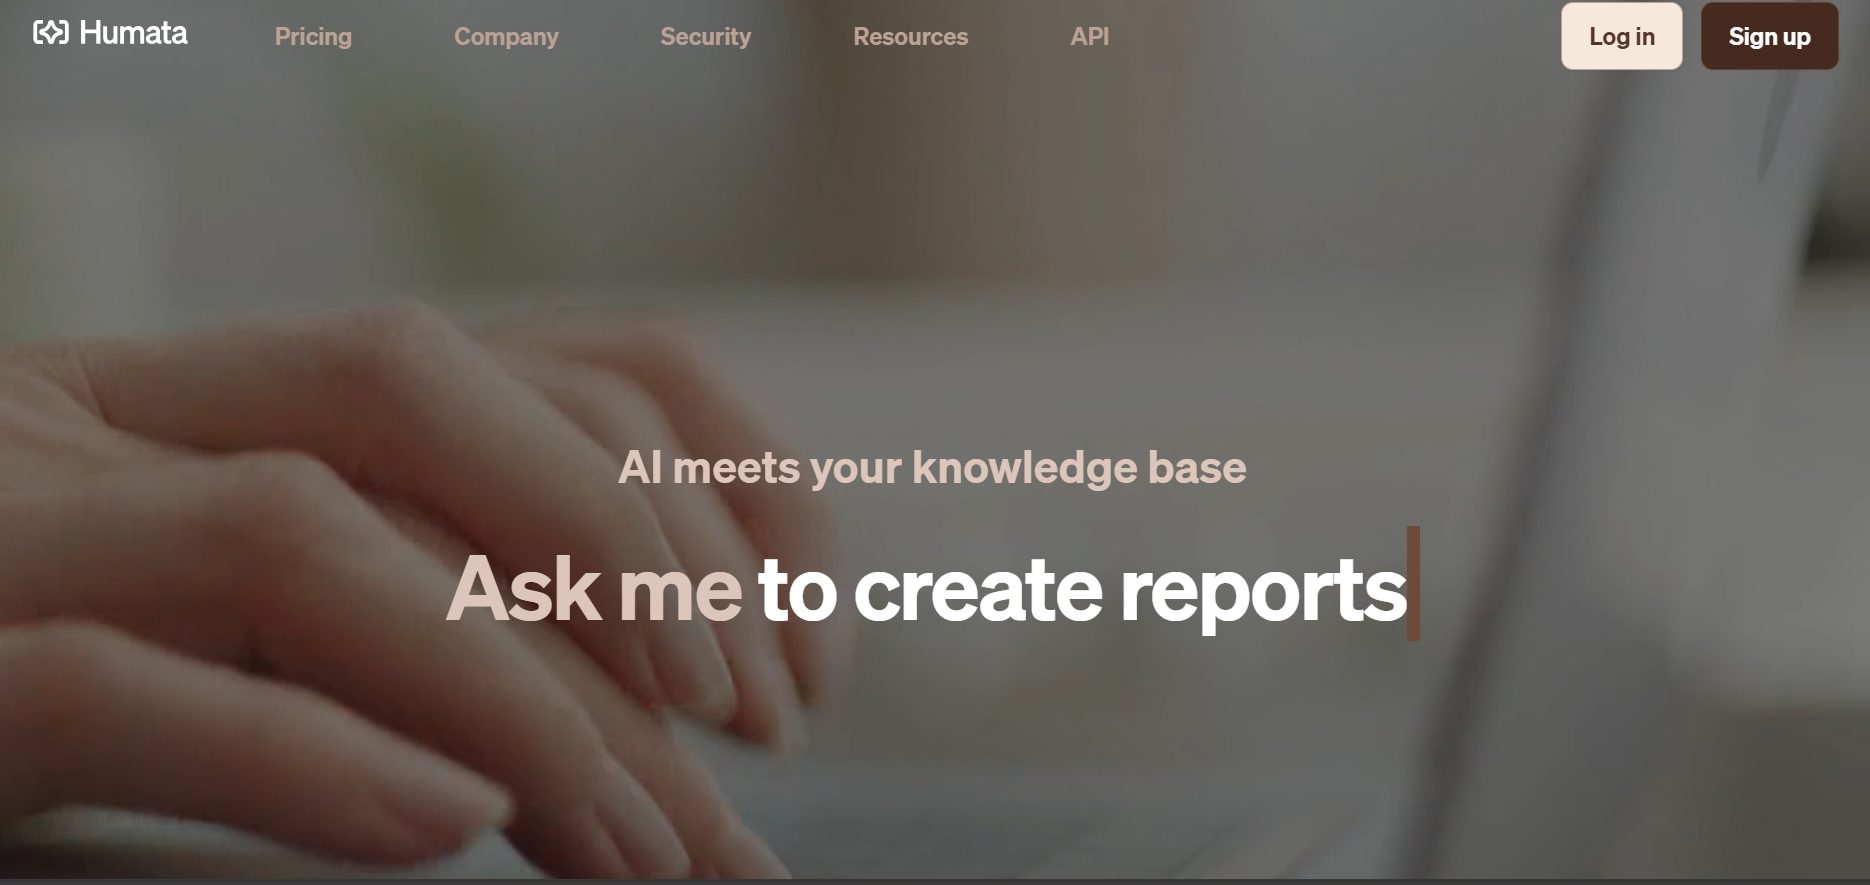 Humata
Pricing
Company
Security
Resources
API
Log in
Sign up
AI meets your knowledge base
Ask me to create reports